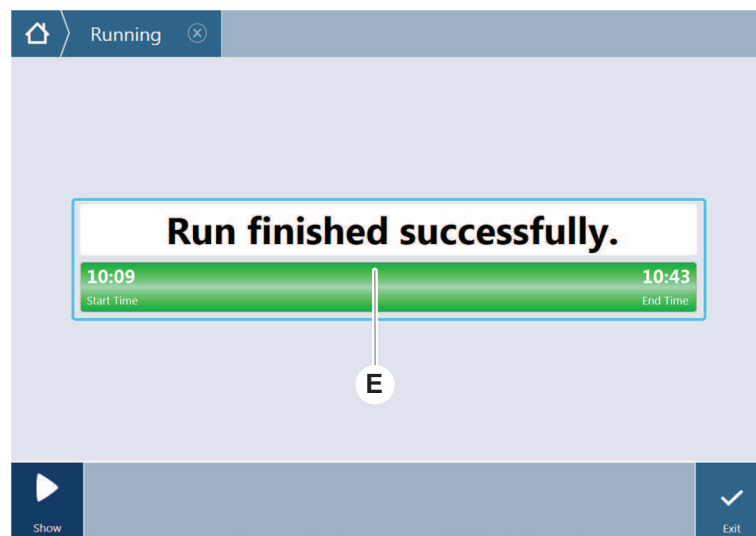 Running
Run finished successfully.
10:09 10:43
Start Time End Time
E
Show Exit